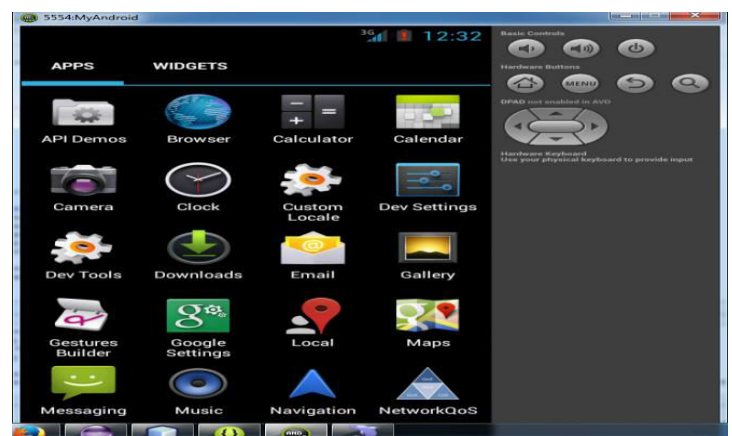 5554:MyAndroid
3G 12:32
APPS WIDGETS
API Demos Browser Calculator Calendar
Camera Clock Custom Locale Dev Settings
Dev Tools Downloads Email Gallery
Gestures Builder Google Settings Local Maps
Messaging Music Navigation NetworkQoS
Basic Controls
Hardware Buttons
MENU
DPAD not enabled in AVD
Hardware Keyboard
Use your physical keyboard to provide input